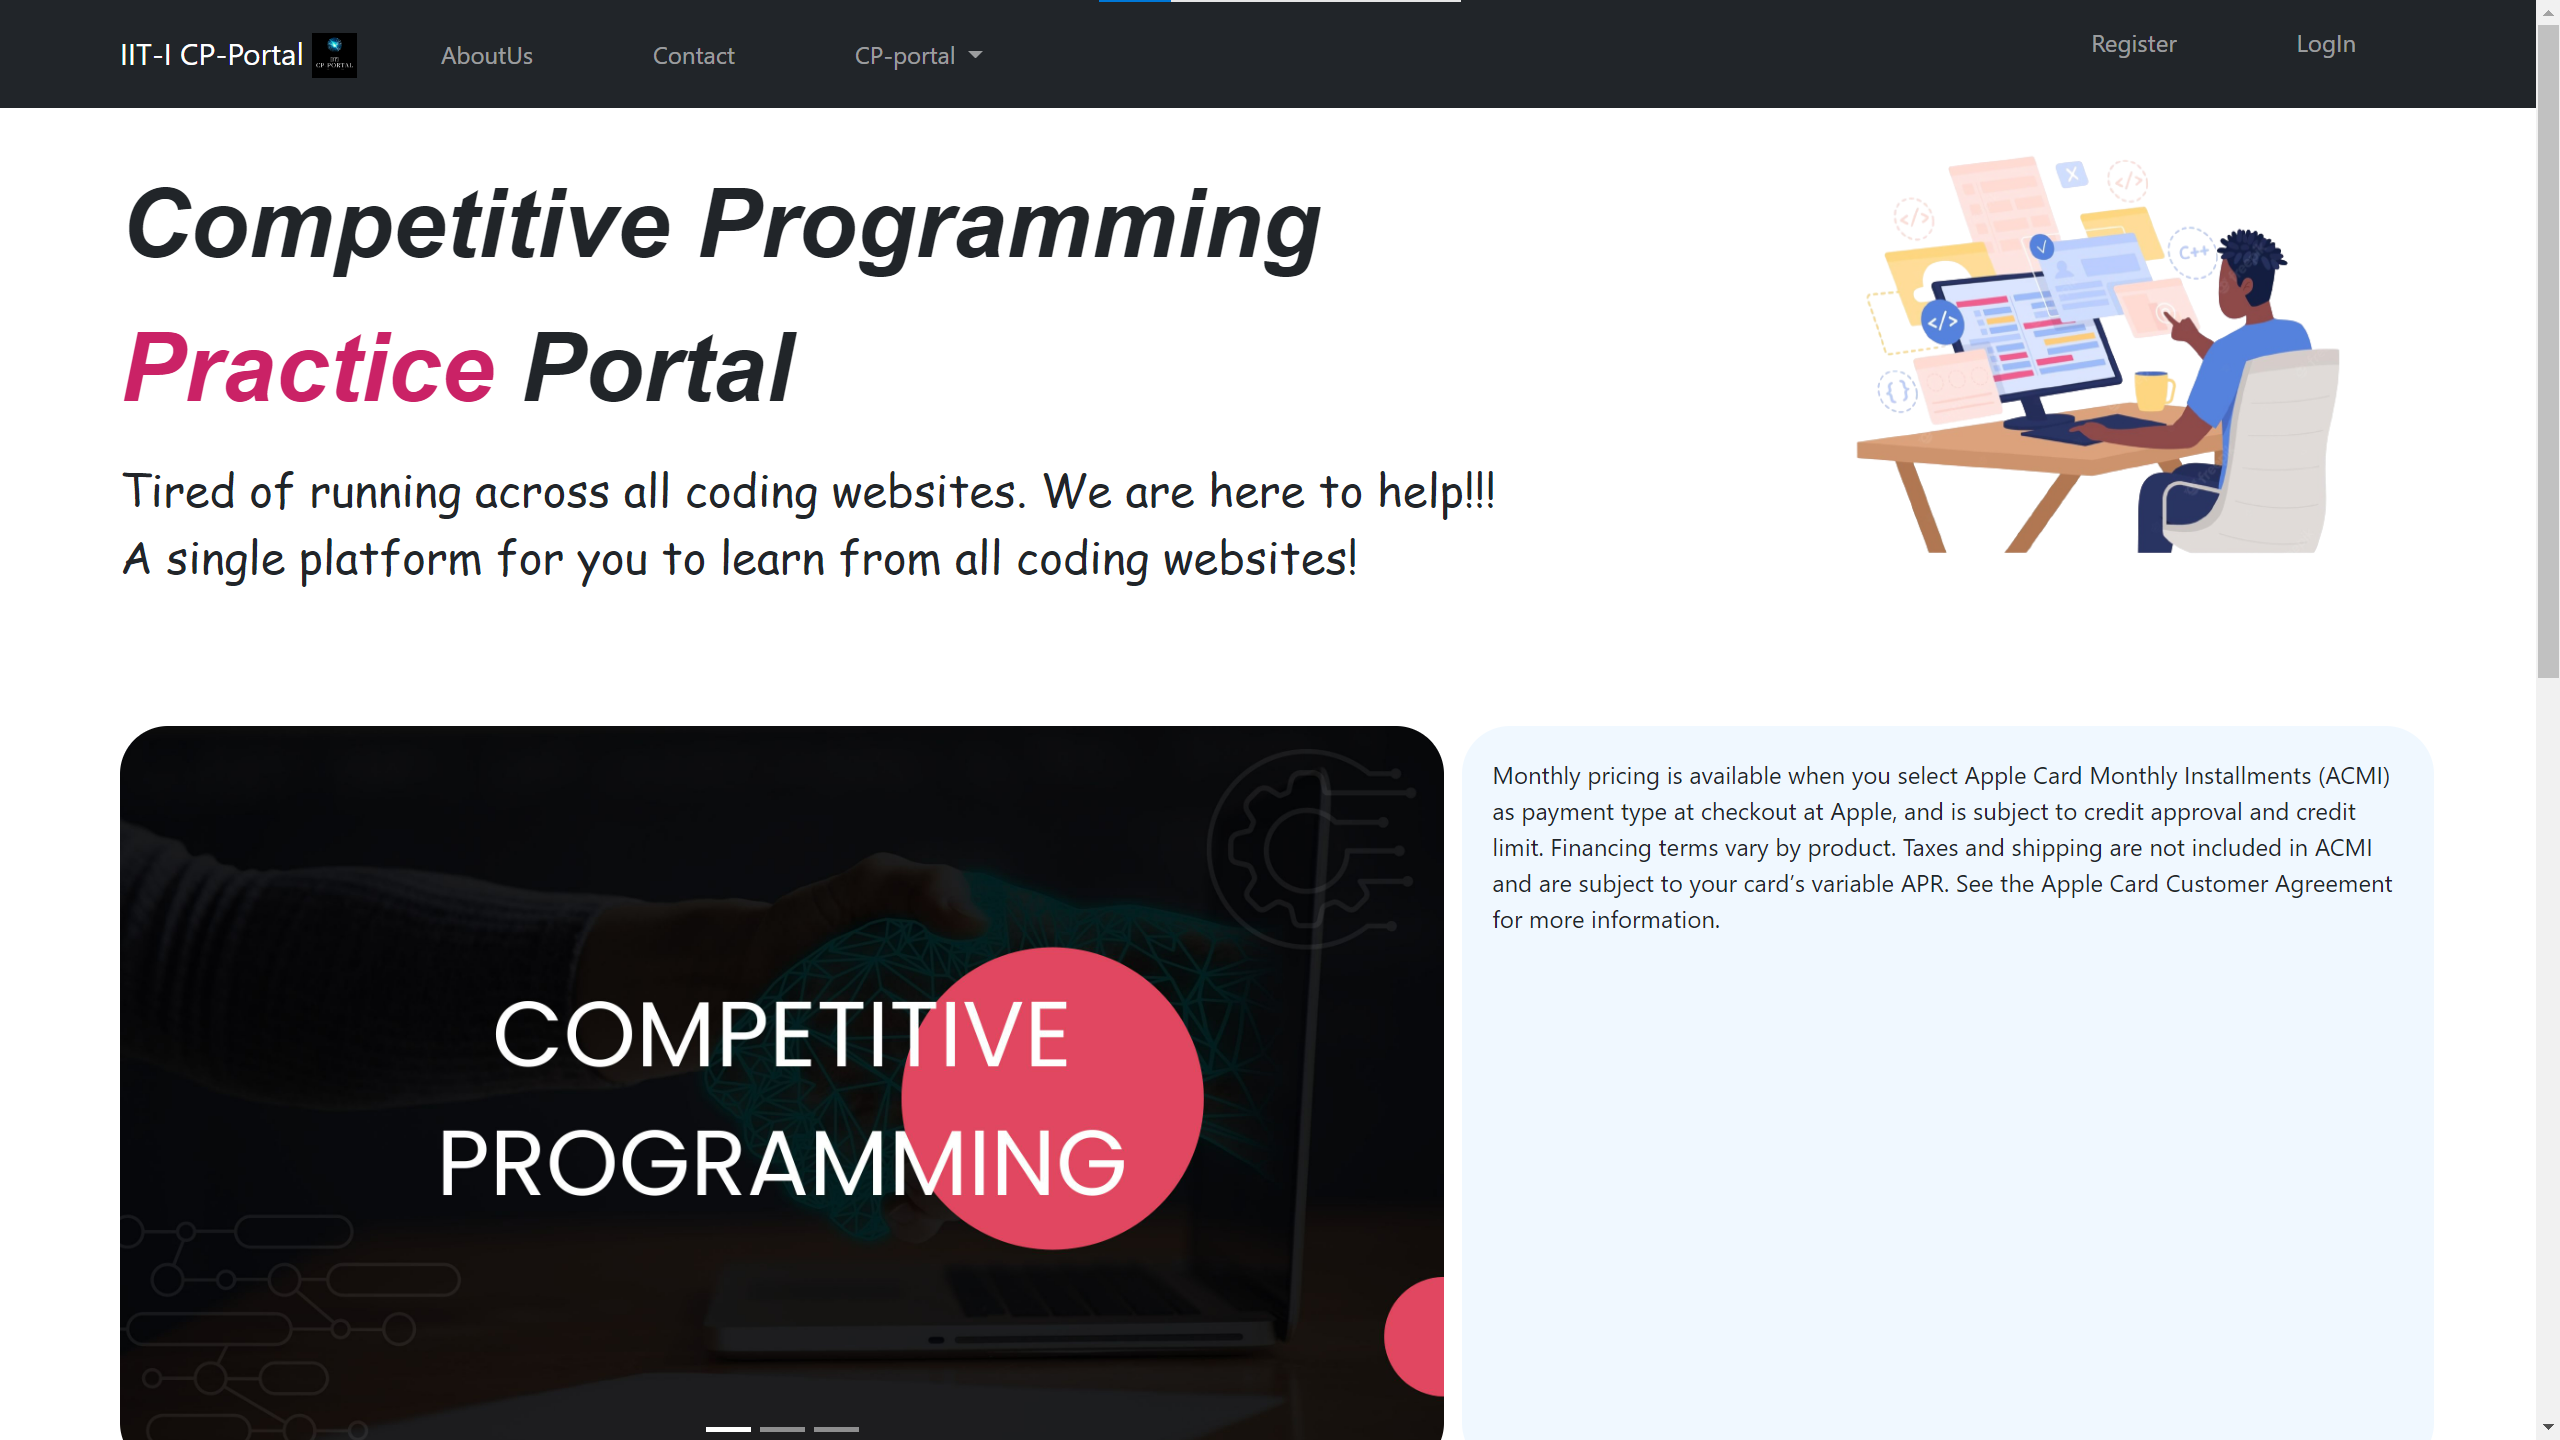 IIT-I CP-Portal
IITI
CP PORTAL
AboutUs
Contact
CP-portal
Register
LogIn
Competitive Programming
Practice Portal
X
</>
</>
C++
</>
{ }
Tired of running across all coding websites. We are here to help!!!
A single platform for you to learn from all coding websites!
COMPETITIVE
PROGRAMMING
Monthly pricing is available when you select Apple Card Monthly Installments (ACMI)
as payment type at checkout at Apple, and is subject to credit approval and credit
limit. Financing terms vary by product. Taxes and shipping are not included in ACMI
and are subject to your card’s variable APR. See the Apple Card Customer Agreement
for more information.